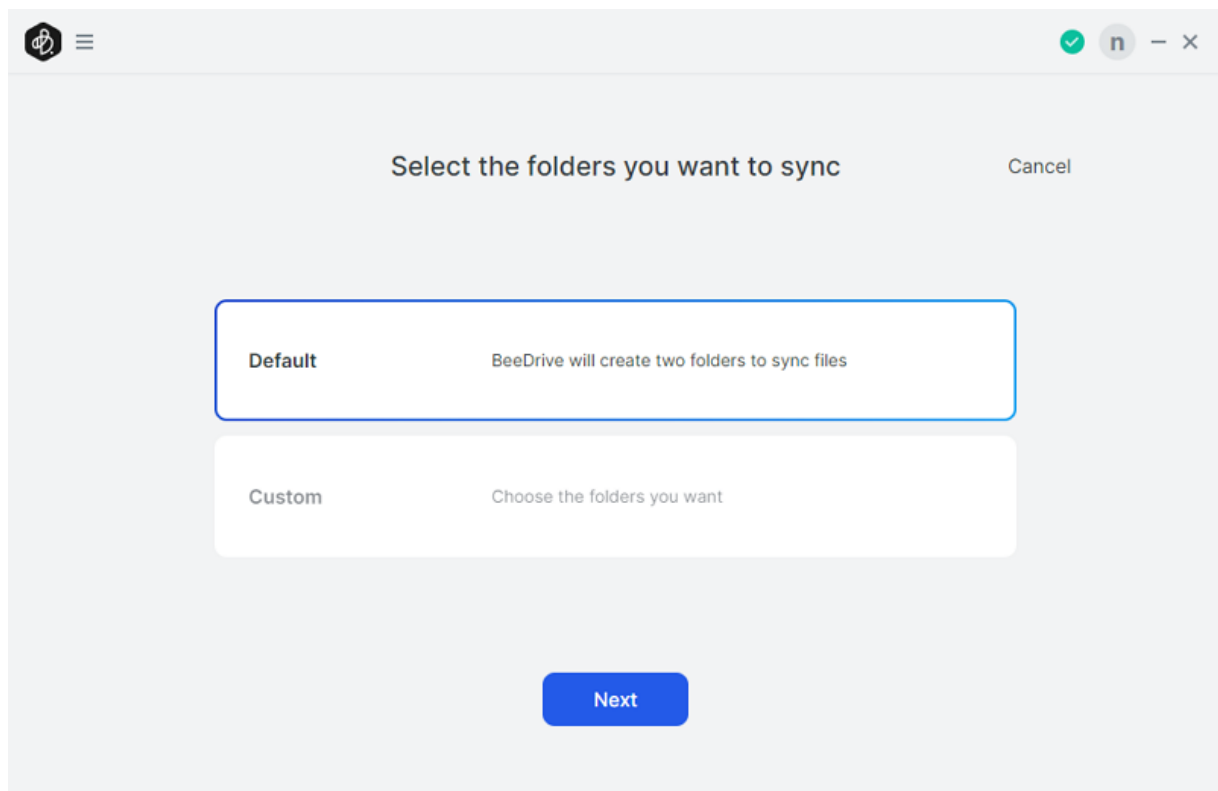 n
Select the folders you want to sync
Cancel
Default
BeeDrive will create two folders to sync files
Custom
Choose the folders you want
Next